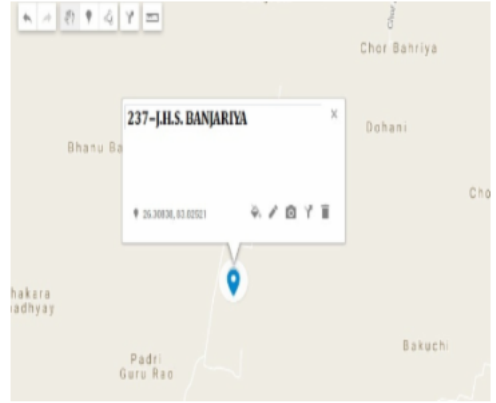 Chor Bahriya
237-J.H.S. BANJARIYA
Dohani
Bhanu Ba
Cho
26.30838, 83.02521
hakara
adhyay
Padri
Guru Rao
Bakuchi